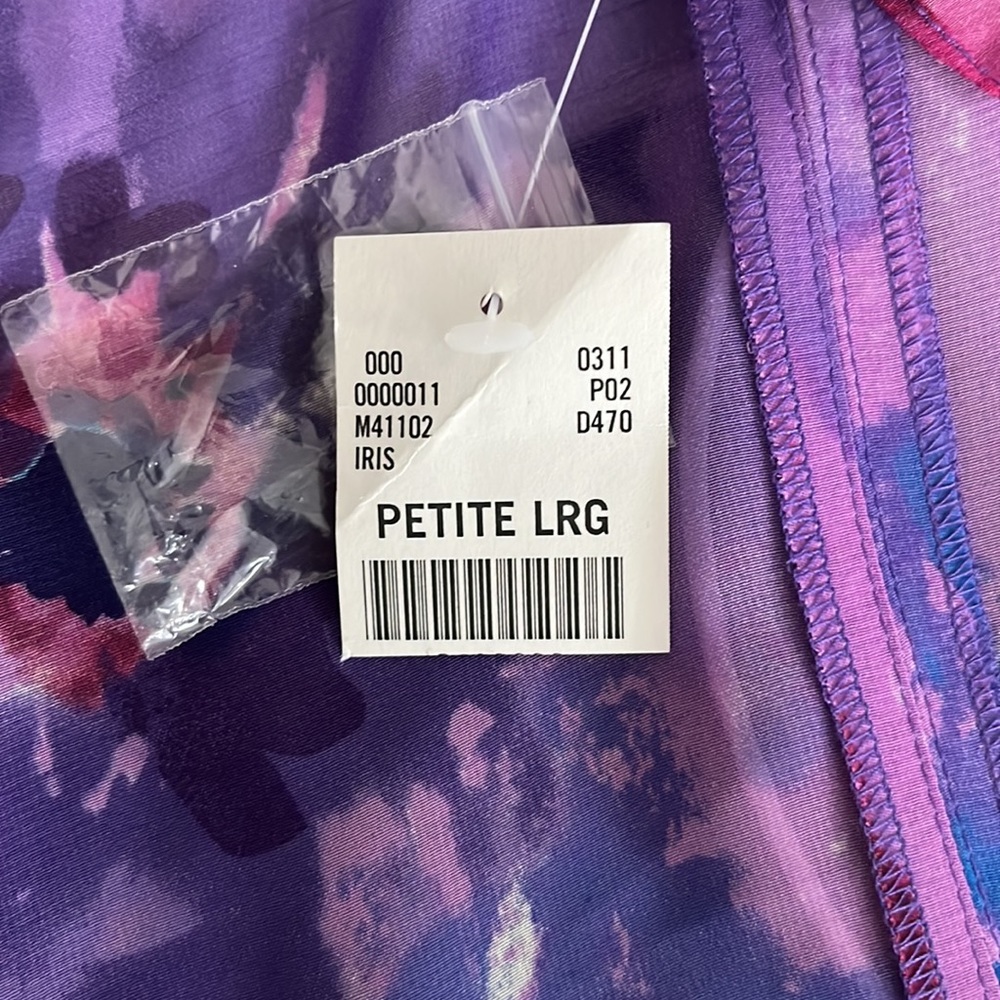 000 0311
0000011 P02
M41102 D470
IRIS
PETITE LRG